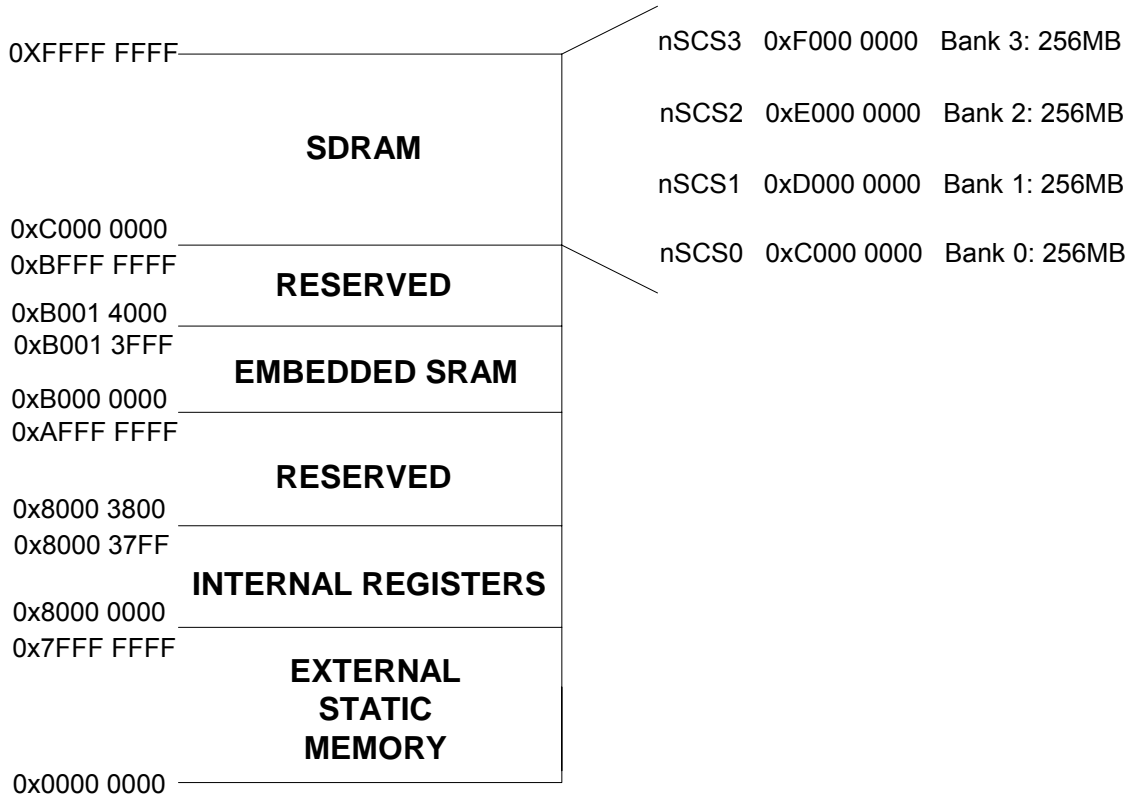 0XFFFF FFFF
SDRAM
0xC000 0000
0xBFFF FFFF
RESERVED
0xB001 4000
0xB001 3FFF
EMBEDDED SRAM
0xB000 0000
0xAFFF FFFF
RESERVED
0x8000 3800
0x8000 37FF
INTERNAL REGISTERS
0x8000 0000
0x7FFF FFFF
EXTERNAL
STATIC
MEMORY
0x0000 0000
nSCS3 0xF000 0000 Bank 3: 256MB
nSCS2 0xE000 0000 Bank 2: 256MB
nSCS1 0xD000 0000 Bank 1: 256MB
nSCS0 0xC000 0000 Bank 0: 256MB